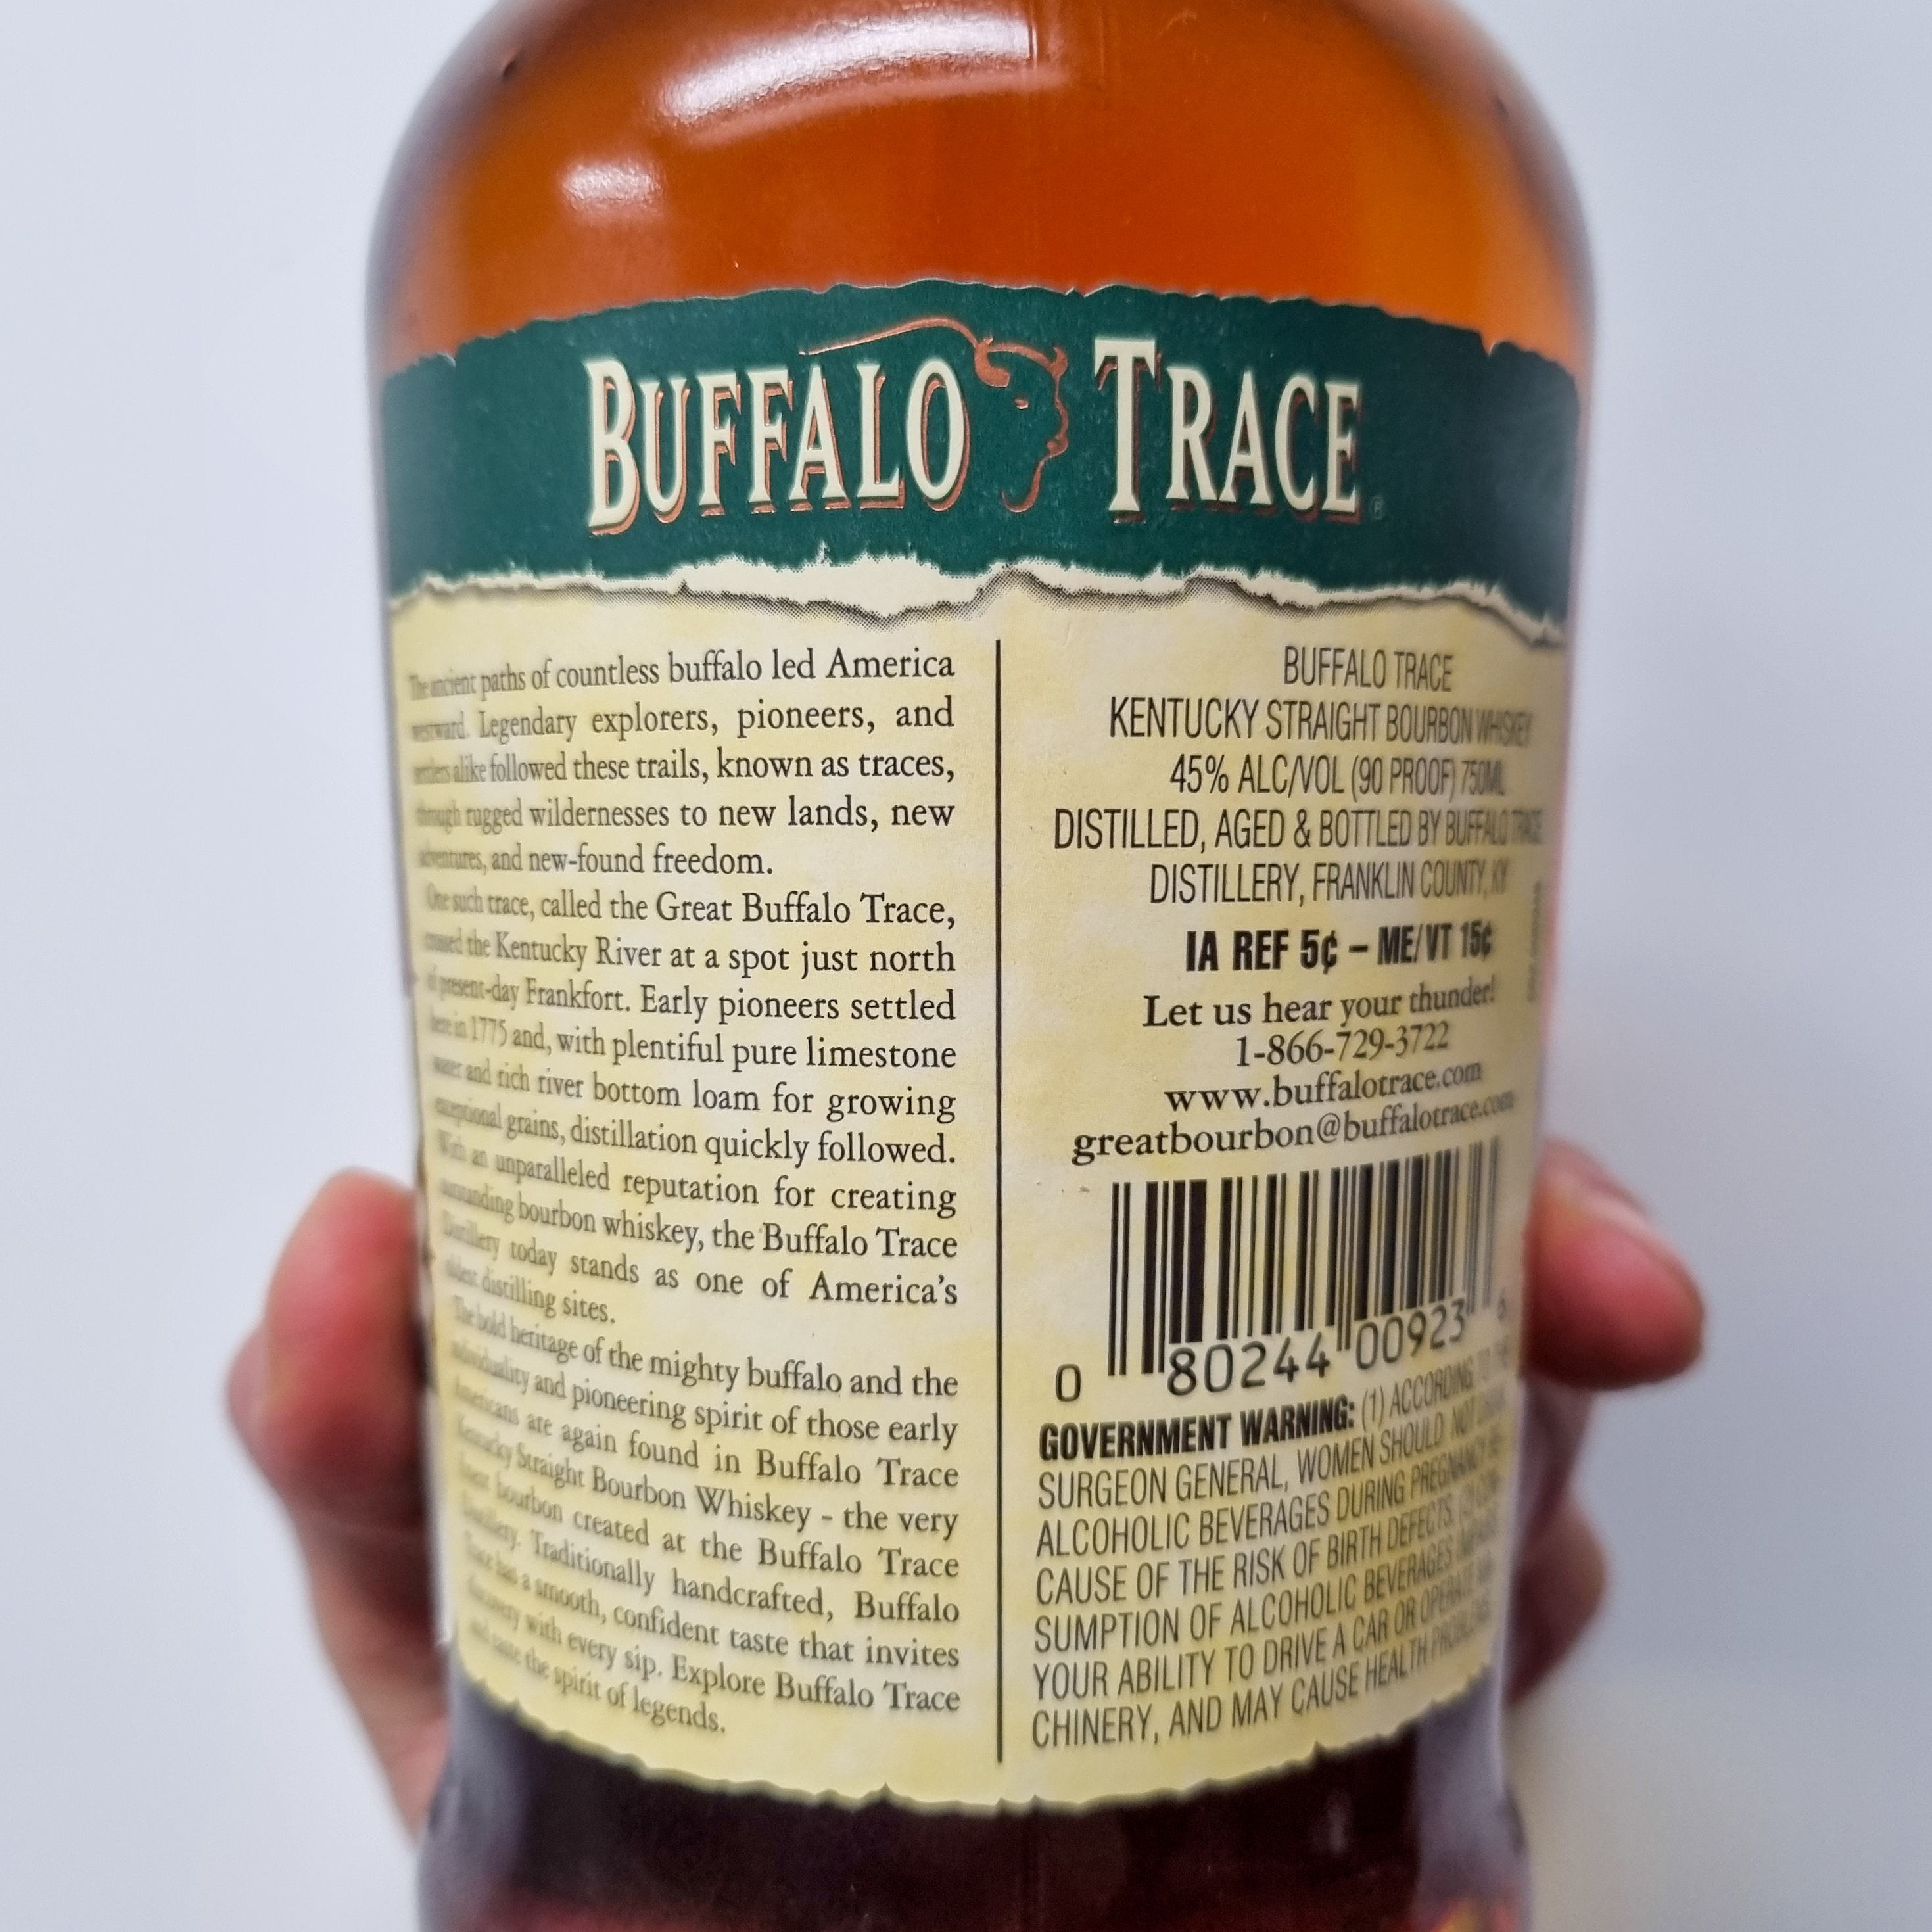 BUFFALO TRACE
The ancient paths of countless buffalo led America
westward. Legendary explorers, pioneers, and
settlers alike followed these trails, known as traces,
through rugged wildernesses to new lands, new
adventures, and new-found freedom.
One such trace, called the Great Buffalo Trace,
crossed the Kentucky River at a spot just north
of present-day Frankfort. Early pioneers settled
here in 1775 and, with plentiful pure limestone
water and rich river bottom loam for growing
exceptional grains, distillation quickly followed.
With an unparalleled reputation for creating
outstanding bourbon whiskey, the Buffalo Trace
Distillery today stands as one of America's
oldest distilling sites.
The bold heritage of the mighty buffalo and the
individuality and pioneering spirit of those early
Americans are again found in Buffalo Trace
Kentucky Straight Bourbon Whiskey - the very
finest bourbon created at the Buffalo Trace
Distillery. Traditionally handcrafted, Buffalo
Trace has a smooth, confident taste that invites
discovery with every sip. Explore Buffalo Trace
and taste the spirit of legends.
BUFFALO TRACE
KENTUCKY STRAIGHT BOURBON WHISKEY
45% ALC/VOL (90 PROOF) 750ML
DISTILLED, AGED & BOTTLED BY BUFFALO TRACE
DISTILLERY, FRANKLIN COUNTY, KY
IA REF 5¢ – ME/VT 15¢
Let us hear your thunder!
1-866-729-3722
www.buffalotrace.com
greatbourbon@buffalotrace.com
0 80244 00923 6
GOVERNMENT WARNING: (1) ACCORDING TO THE
SURGEON GENERAL, WOMEN SHOULD NOT DRINK
ALCOHOLIC BEVERAGES DURING PREGNANCY BE-
CAUSE OF THE RISK OF BIRTH DEFECTS. (2) CON-
SUMPTION OF ALCOHOLIC BEVERAGES IMPAIRS
YOUR ABILITY TO DRIVE A CAR OR OPERATE MA-
CHINERY, AND MAY CAUSE HEALTH PROBLEMS.